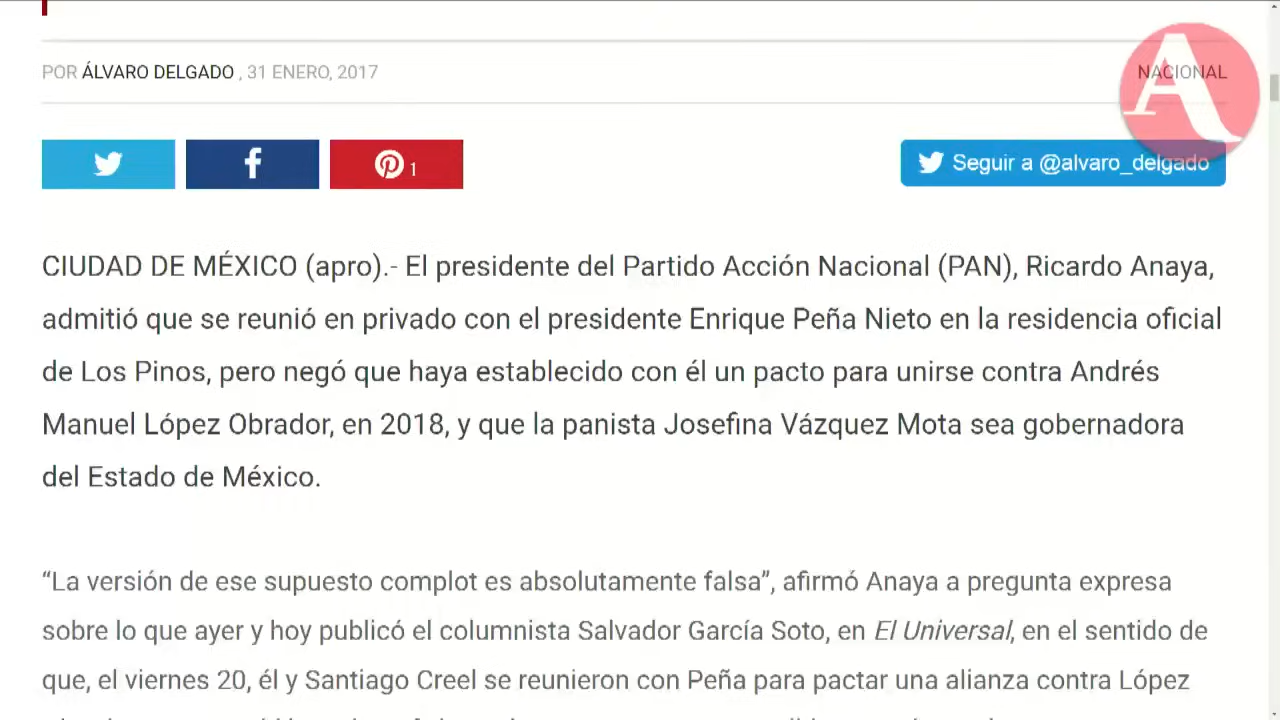 POR ÁLVARO DELGADO , 31 ENERO, 2017
NACIONAL
A
1
Seguir a @alvaro_delgado
CIUDAD DE MÉXICO (apro).- El presidente del Partido Acción Nacional (PAN), Ricardo Anaya,
admitió que se reunió en privado con el presidente Enrique Peña Nieto en la residencia oficial
de Los Pinos, pero negó que haya establecido con él un pacto para unirse contra Andrés
Manuel López Obrador, en 2018, y que la panista Josefina Vázquez Mota sea gobernadora
del Estado de México.
“La versión de ese supuesto complot es absolutamente falsa”, afirmó Anaya a pregunta expresa
sobre lo que ayer y hoy publicó el columnista Salvador García Soto, en El Universal, en el sentido de
que, el viernes 20, él y Santiago Creel se reunieron con Peña para pactar una alianza contra López